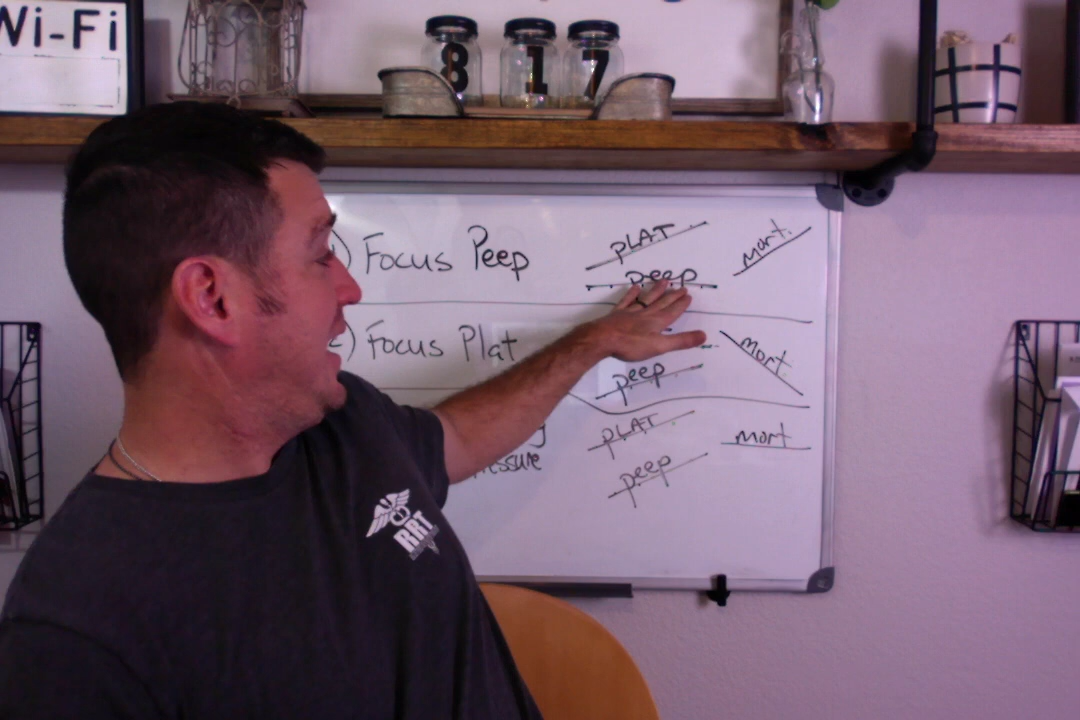 Wi-Fi
8 1 7
) Focus Peep
PLAT
peep
mort.
) Focus Plat
peep
mort.
PLAT
peep
mort
RRT